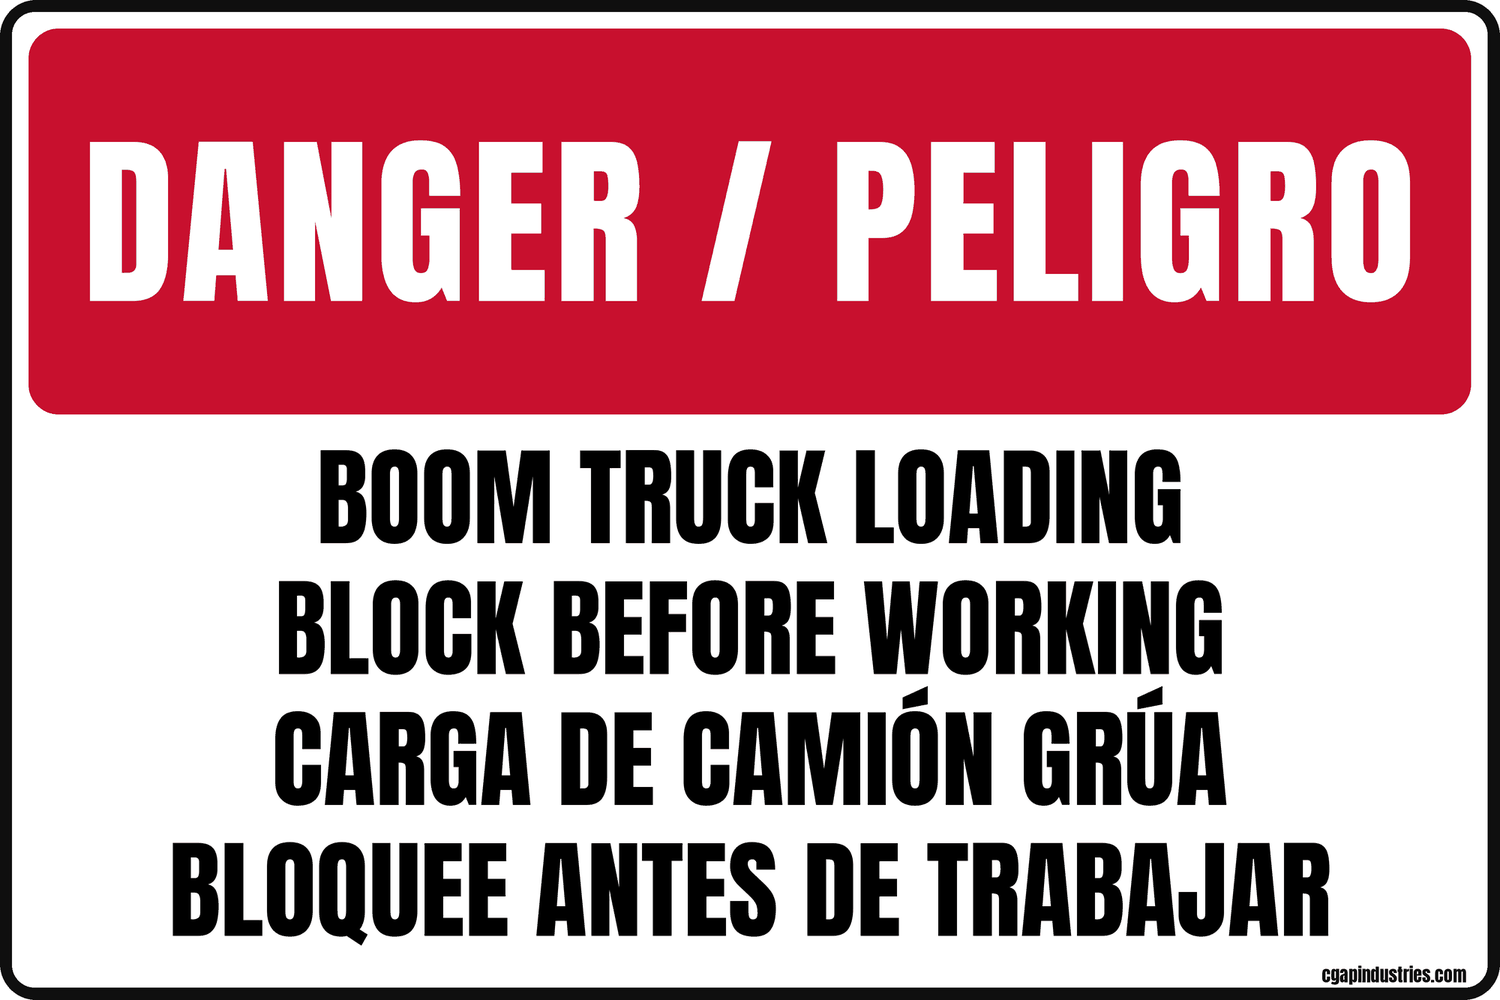 DANGER / PELIGRO
BOOM TRUCK LOADING
BLOCK BEFORE WORKING
CARGA DE CAMIÓN GRÚA
BLOQUEE ANTES DE TRABAJAR
cgapindustries.com